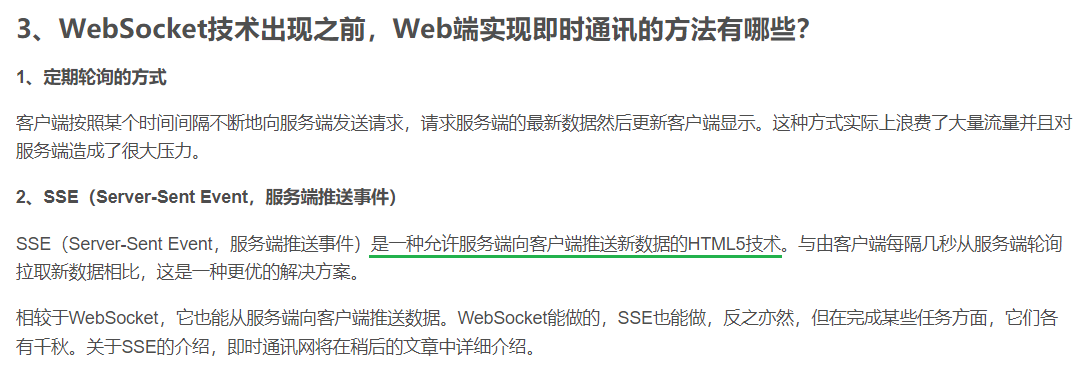 3、WebSocket技术出现之前，Web端实现即时通讯的方法有哪些？
1、定期轮询的方式
客户端按照某个时间间隔不断地向服务端发送请求，请求服务端的最新数据然后更新客户端显示。这种方式实际上浪费了大量流量并且对
服务端造成了很大压力。
2、SSE（Server-Sent Event，服务端推送事件）
SSE（Server-Sent Event，服务端推送事件）是一种允许服务端向客户端推送新数据的HTML5技术。与由客户端每隔几秒从服务端轮询
拉取新数据相比，这是一种更优的解决方案。
相较于WebSocket，它也能从服务端向客户端推送数据。WebSocket能做的，SSE也能做，反之亦然，但在完成某些任务方面，它们各
有千秋。关于SSE的介绍，即时通讯网将在稍后的文章中详细介绍。